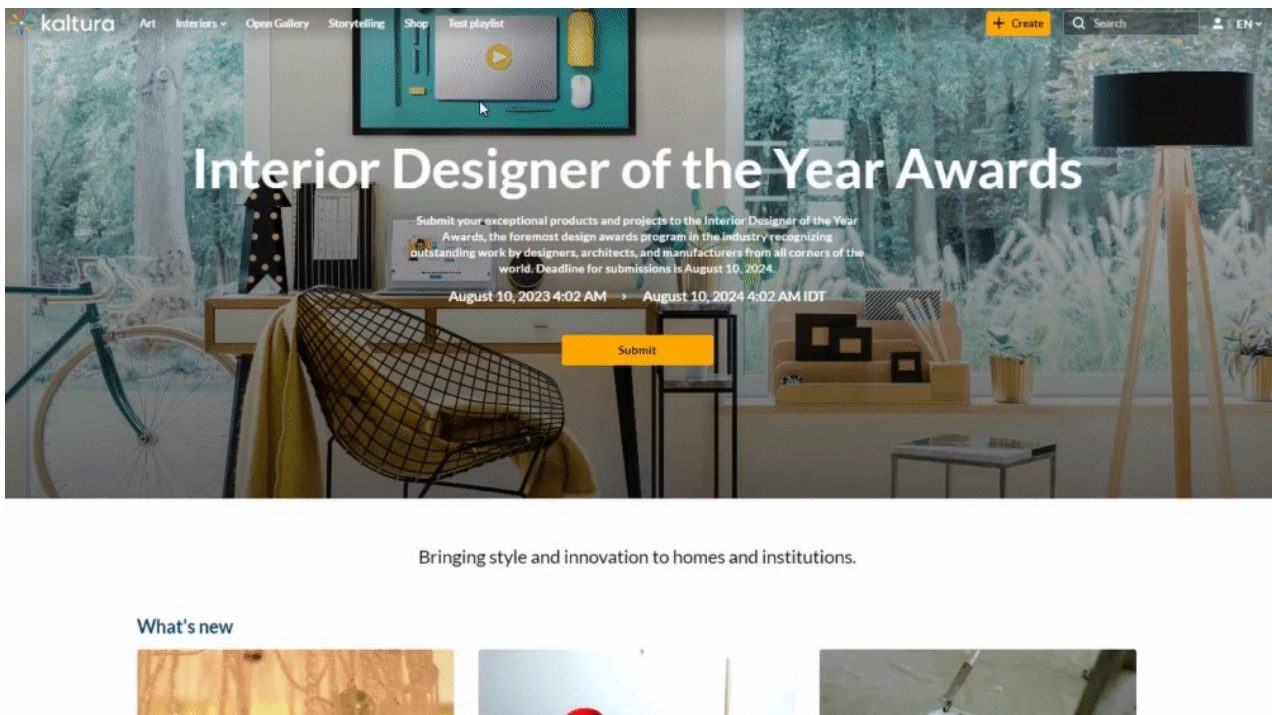 kaltura
Art Interiors Open Gallery Storytelling Shop Test playlist
+ Create
Search
EN
Interior Designer of the Year Awards
Submit your exceptional products and projects to the Interior Designer of the Year
Awards, the foremost design awards program in the industry recognizing
outstanding work by designers, architects, and manufacturers from all corners of the
world. Deadline for submissions is August 10, 2024.
August 10, 2023 4:02 AM > August 10, 2024 4:02 AM IDT
Submit
Bringing style and innovation to homes and institutions.
What's new